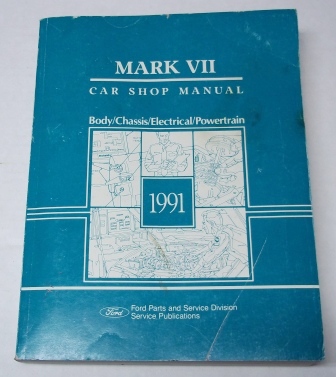 MARK VII
CAR SHOP MANUAL
Body/Chassis/Electrical/Powertrain
1991
Ford
Ford Parts and Service Division
Service Publications